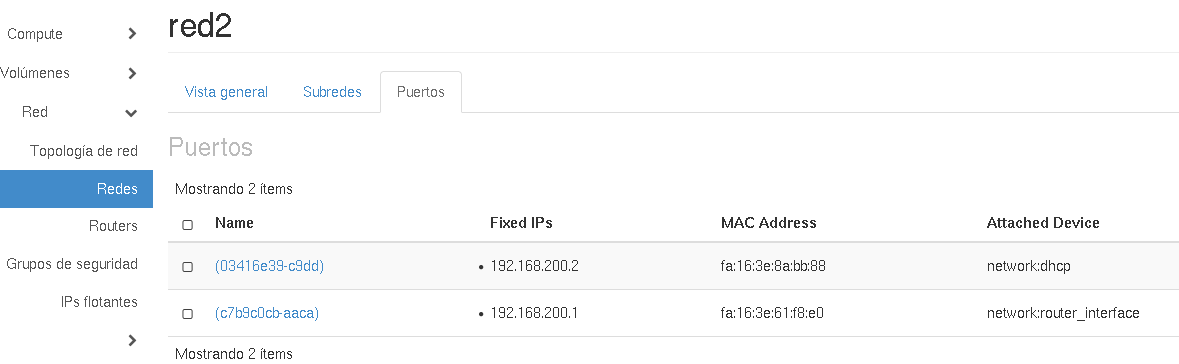 red2
Compute
Volúmenes
Red
Topología de red
Redes
Routers
Grupos de seguridad
IPs flotantes
Vista general Subredes Puertos
Puertos
Mostrando 2 ítems
Name Fixed IPs MAC Address Attached Device
(03416e39-c9dd) • 192.168.200.2 fa:16:3e:8a:bb:88 network:dhcp
(c7b9c0cb-aaca) • 192.168.200.1 fa:16:3e:61:f8:e0 network:router_interface
Mostrando 2 ítems